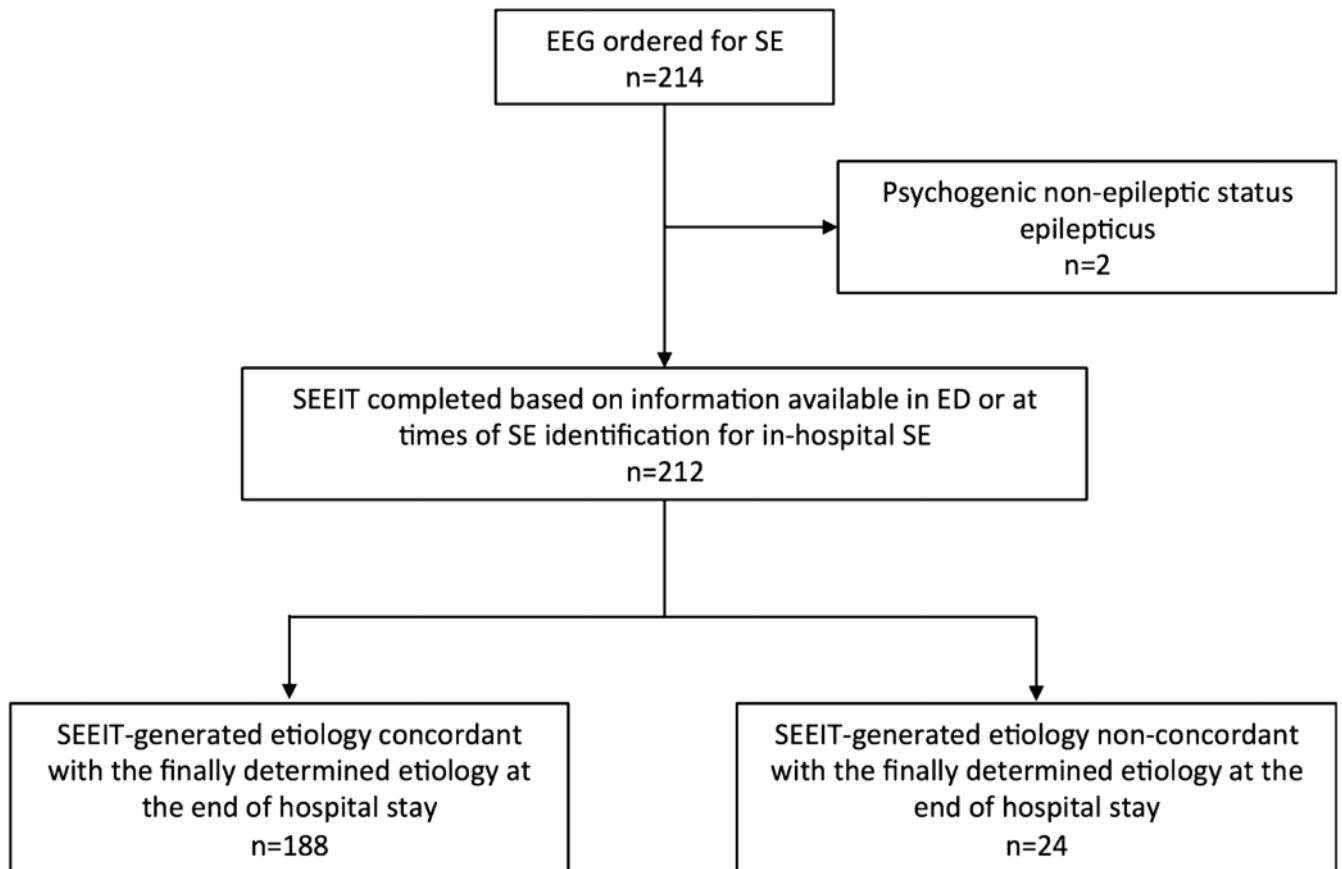 EEG ordered for SE
n=214
Psychogenic non-epileptic status
epilepticus
n=2
SEEIT completed based on information available in ED or at
times of SE identification for in-hospital SE
n=212
SEEIT-generated etiology concordant
with the finally determined etiology at
the end of hospital stay
n=188
SEEIT-generated etiology non-concordant
with the finally determined etiology at the
end of hospital stay
n=24